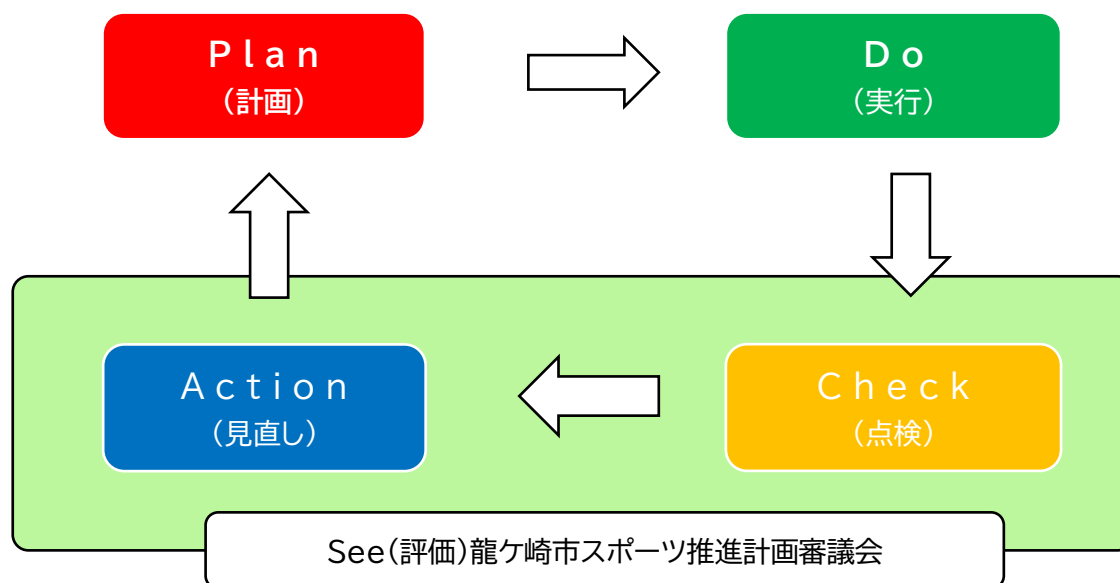 Plan
（計画）
Do
（実行）
Action
（見直し）
Check
（点検）
See（評価）龍ケ崎市スポーツ推進計画審議会